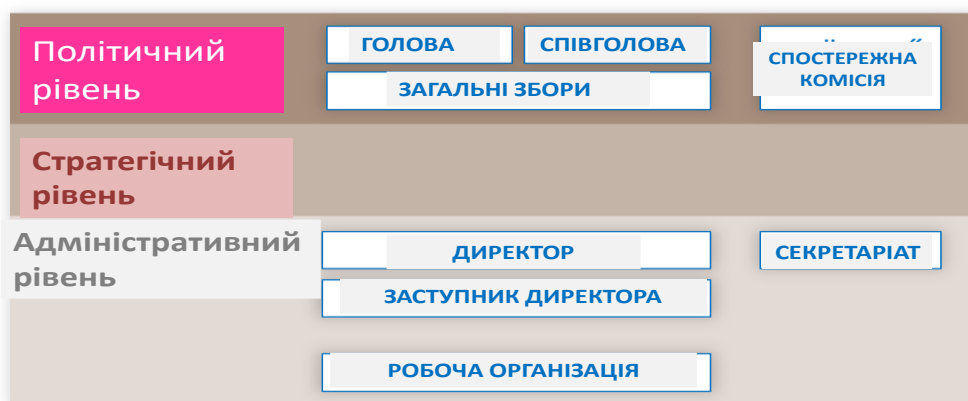 Політичний
рівень
ГОЛОВА
СПІВГОЛОВА
ЗАГАЛЬНІ ЗБОРИ
СПОСТЕРЕЖНА
КОМІСІЯ
Стратегічний
рівень
Адміністративний
рівень
ДИРЕКТОР
СЕКРЕТАРІАТ
ЗАСТУПНИК ДИРЕКТОРА
РОБОЧА ОРГАНІЗАЦІЯ